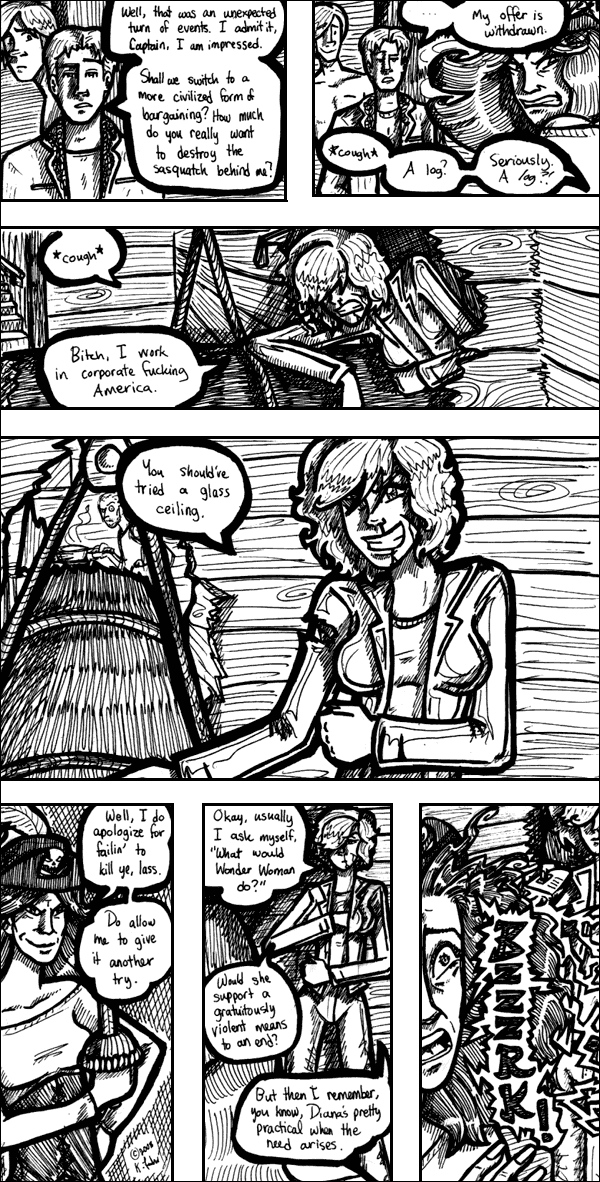 Well, that was an unexpected
turn of events. I admit it,
Captain, I am impressed.
Shall we switch to a
more civilized form of
bargaining? How much
do you really want
to destroy the
sasquatch behind me?
...
My offer is
withdrawn.
*cough*
A log?
Seriously.
A log?!
*cough*
Bitch, I work
in corporate fucking
America.
You should've
tried a glass
ceiling.
Well, I do
apologize for
failin' to
kill ye, lass.
Do allow
me to give
it another
try.
©2005
Okay, usually
I ask myself,
"What would
Wonder Woman
do?"
Would she
support a
gratuitously
violent means
to an end?
But then I remember,
you know, Diana's pretty
practical when the
need arises.
BZZZRK!